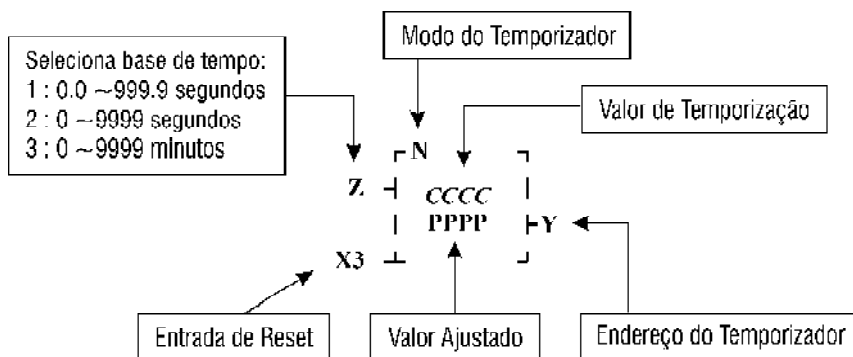 Modo do Temporizador
Seleciona base de tempo:
1 : 0.0 ~999.9 segundos
2 : 0 ~9999 segundos
3 : 0 ~9999 minutos
Valor de Temporização
N
Z
CCCC
PPPP
Y
X3
Entrada de Reset
Valor Ajustado
Endereço do Temporizador